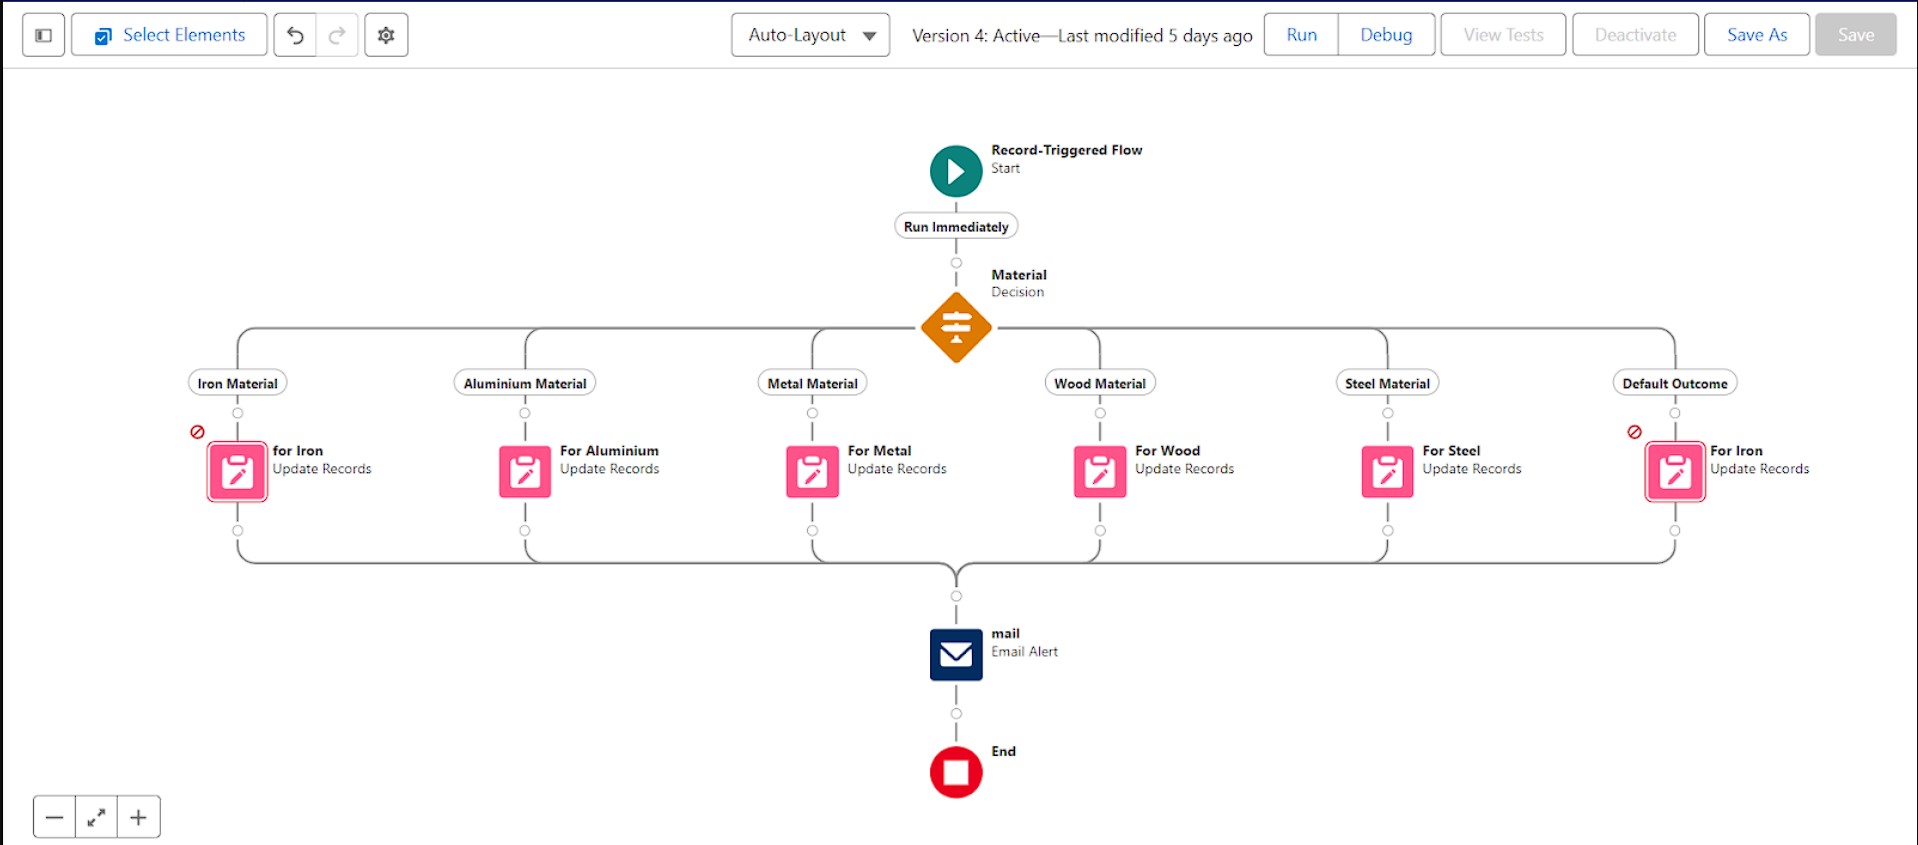 Select Elements
Auto-Layout
Version 4: Active—Last modified 5 days ago
Run
Debug
View Tests
Deactivate
Save As
Save
Record-Triggered Flow
Start
Run Immediately
Material
Decision
Iron Material
Aluminium Material
Metal Material
Wood Material
Steel Material
Default Outcome
for Iron
Update Records
For Aluminium
Update Records
For Metal
Update Records
For Wood
Update Records
For Steel
Update Records
For Iron
Update Records
mail
Email Alert
End